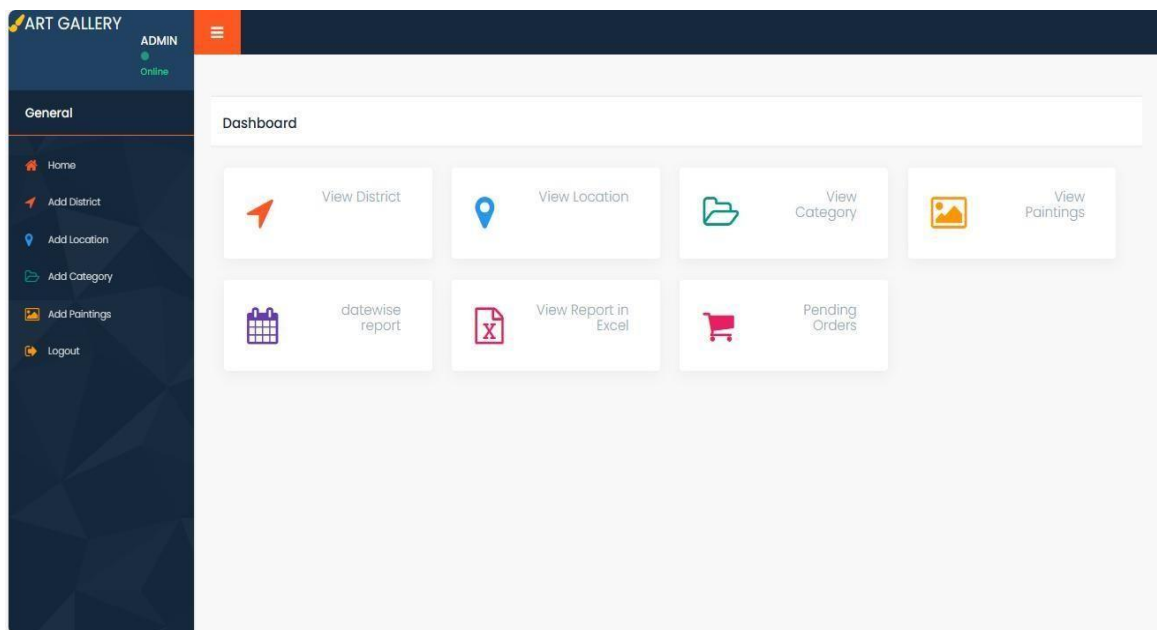 ART GALLERY
ADMIN
Online
General
Home
Add District
Add Location
Add Category
Add Paintings
Logout
Dashboard
View District
View Location
View
Category
View
Paintings
datewise
report
View Report in
Excel
Pending
Orders